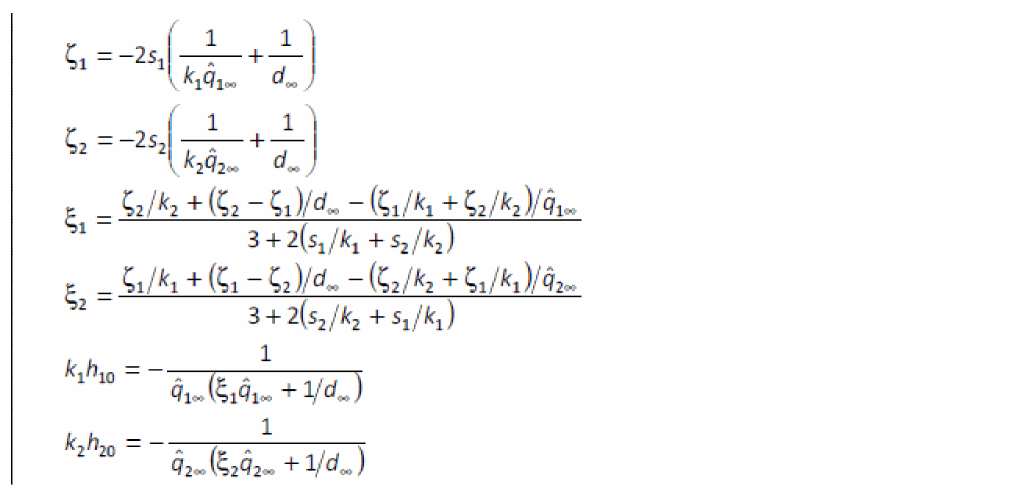 ζ₁ = −2s₁(1/(k₁q̂₁∞) + 1/d∞)
ζ₂ = −2s₂(1/(k₂q̂₂∞) + 1/d∞)
ξ₁ = (ζ₂/k₂ + (ζ₂ − ζ₁)/d∞ − (ζ₁/k₁ + ζ₂/k₂)/q̂₁∞)/(3 + 2(s₁/k₁ + s₂/k₂))
ξ₂ = (ζ₁/k₁ + (ζ₁ − ζ₂)/d∞ − (ζ₂/k₂ + ζ₁/k₁)/q̂₂∞)/(3 + 2(s₂/k₂ + s₁/k₁))
k₁h₁₀ = −1/(q̂₁∞(ξ₁q̂₁∞ + 1/d∞))
k₂h₂₀ = −1/(q̂₂∞(ξ₂q̂₂∞ + 1/d∞))